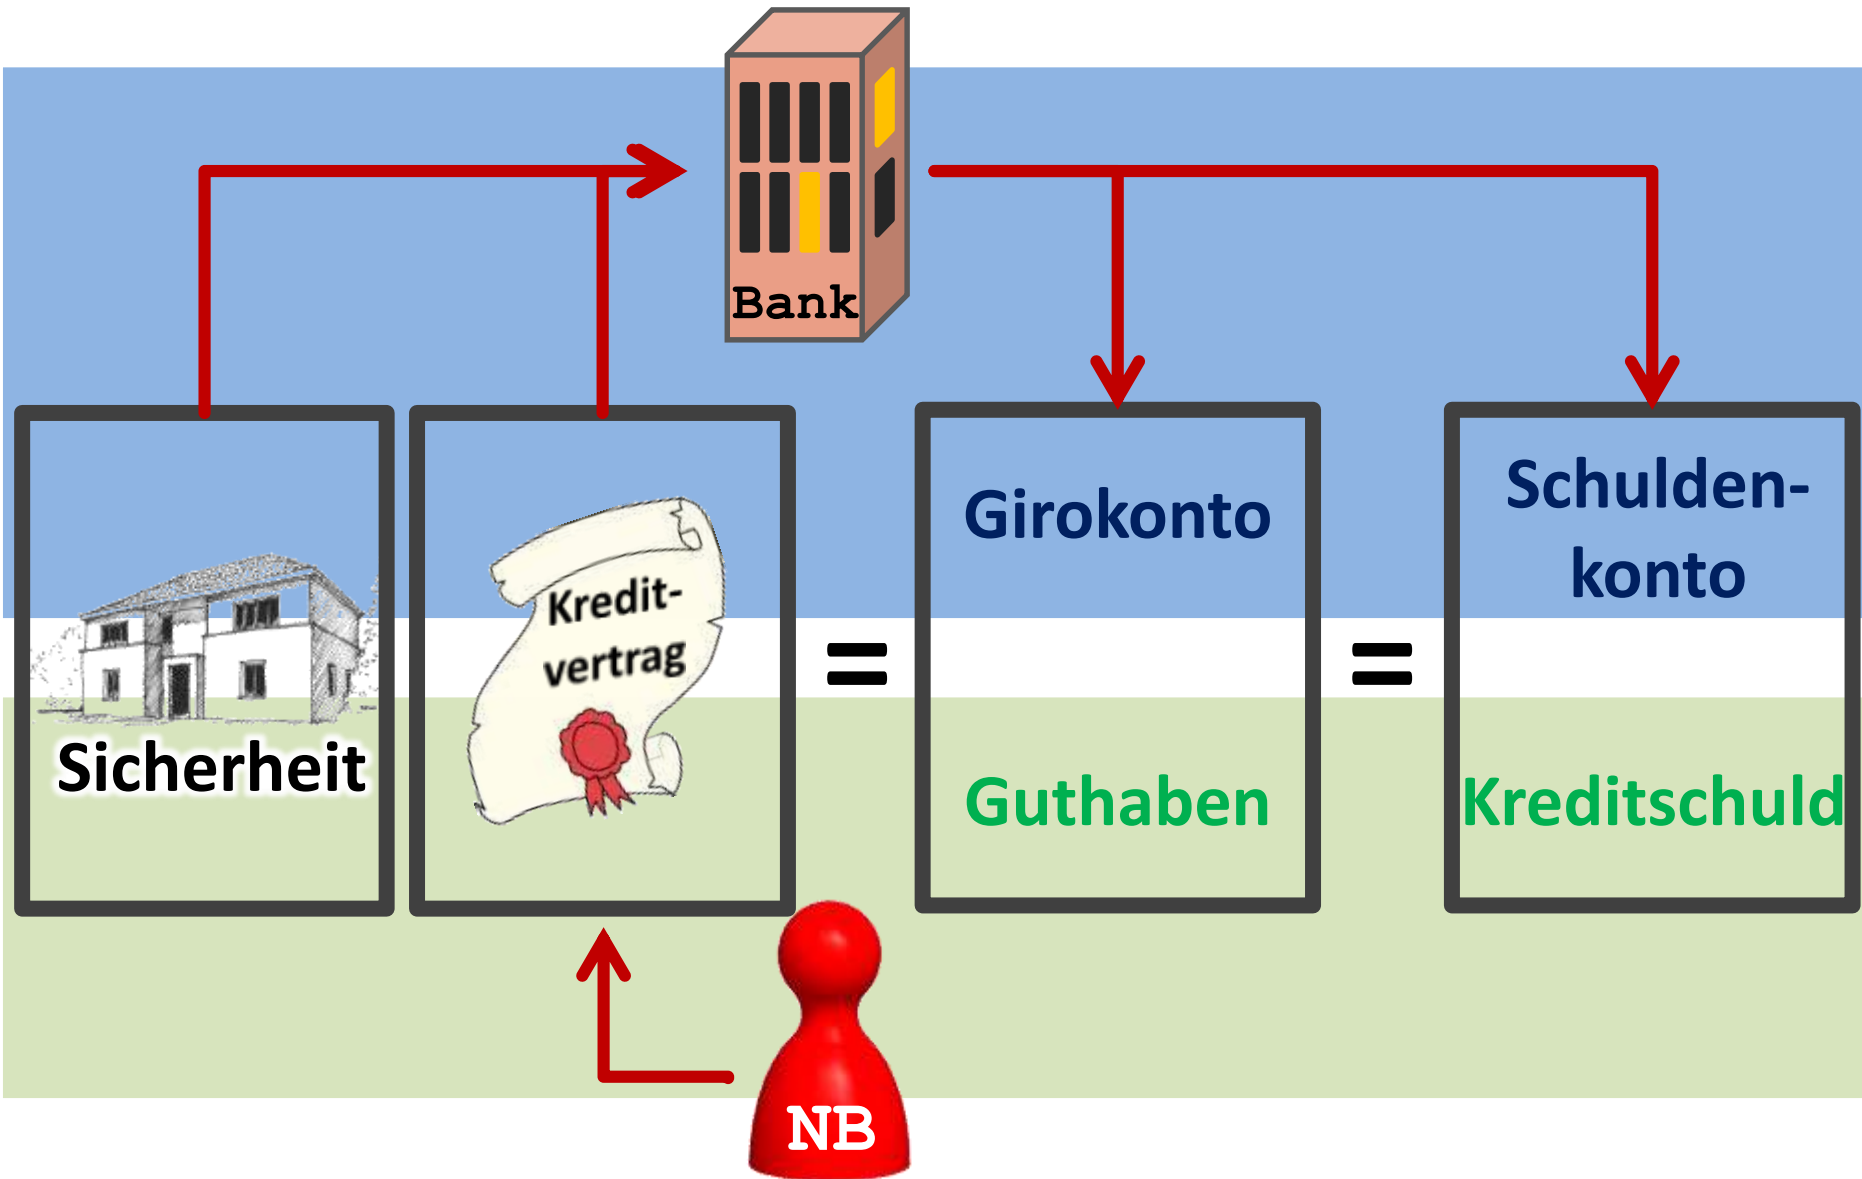 Bank
Sicherheit
Kredit-
vertrag
=
Girokonto
Guthaben
=
Schulden-
konto
Kreditschuld
NB